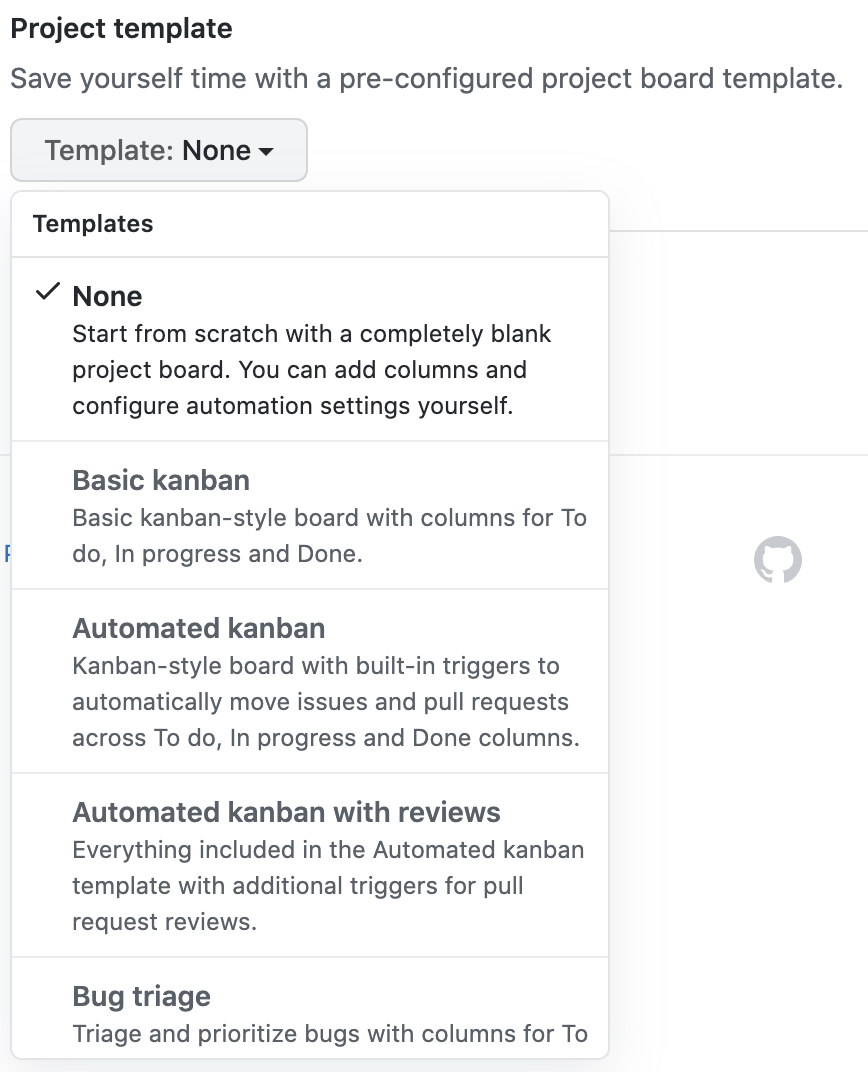 Project template
Save yourself time with a pre-configured project board template.
Template: None
Templates
None
Start from scratch with a completely blank
project board. You can add columns and
configure automation settings yourself.
Basic kanban
Basic kanban-style board with columns for To
do, In progress and Done.
Automated kanban
Kanban-style board with built-in triggers to
automatically move issues and pull requests
across To do, In progress and Done columns.
Automated kanban with reviews
Everything included in the Automated kanban
template with additional triggers for pull
request reviews.
Bug triage
Triage and prioritize bugs with columns for To